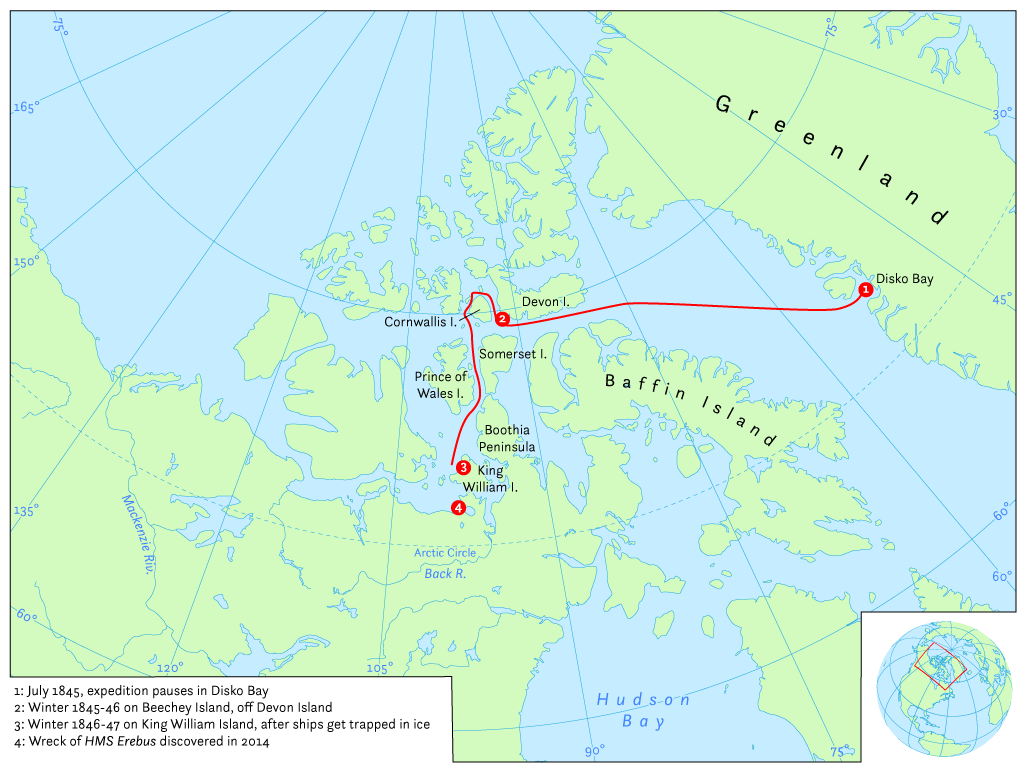 75°
75°
165°
30°
Greenland
150°
Disko Bay
1
45°
Devon I.
2
Cornwallis I.
Somerset I.
Prince of
Wales I.
Baffin Island
Boothia
Peninsula
3
King
William I.
4
135°
Mackenzie Riv.
60°
Arctic Circle
Back R.
60°
60°
120°
105°
Hudson
Bay
90°
75°
1: July 1845, expedition pauses in Disko Bay
2: Winter 1845-46 on Beechey Island, off Devon Island
3: Winter 1846-47 on King William Island, after ships get trapped in ice
4: Wreck of HMS Erebus discovered in 2014